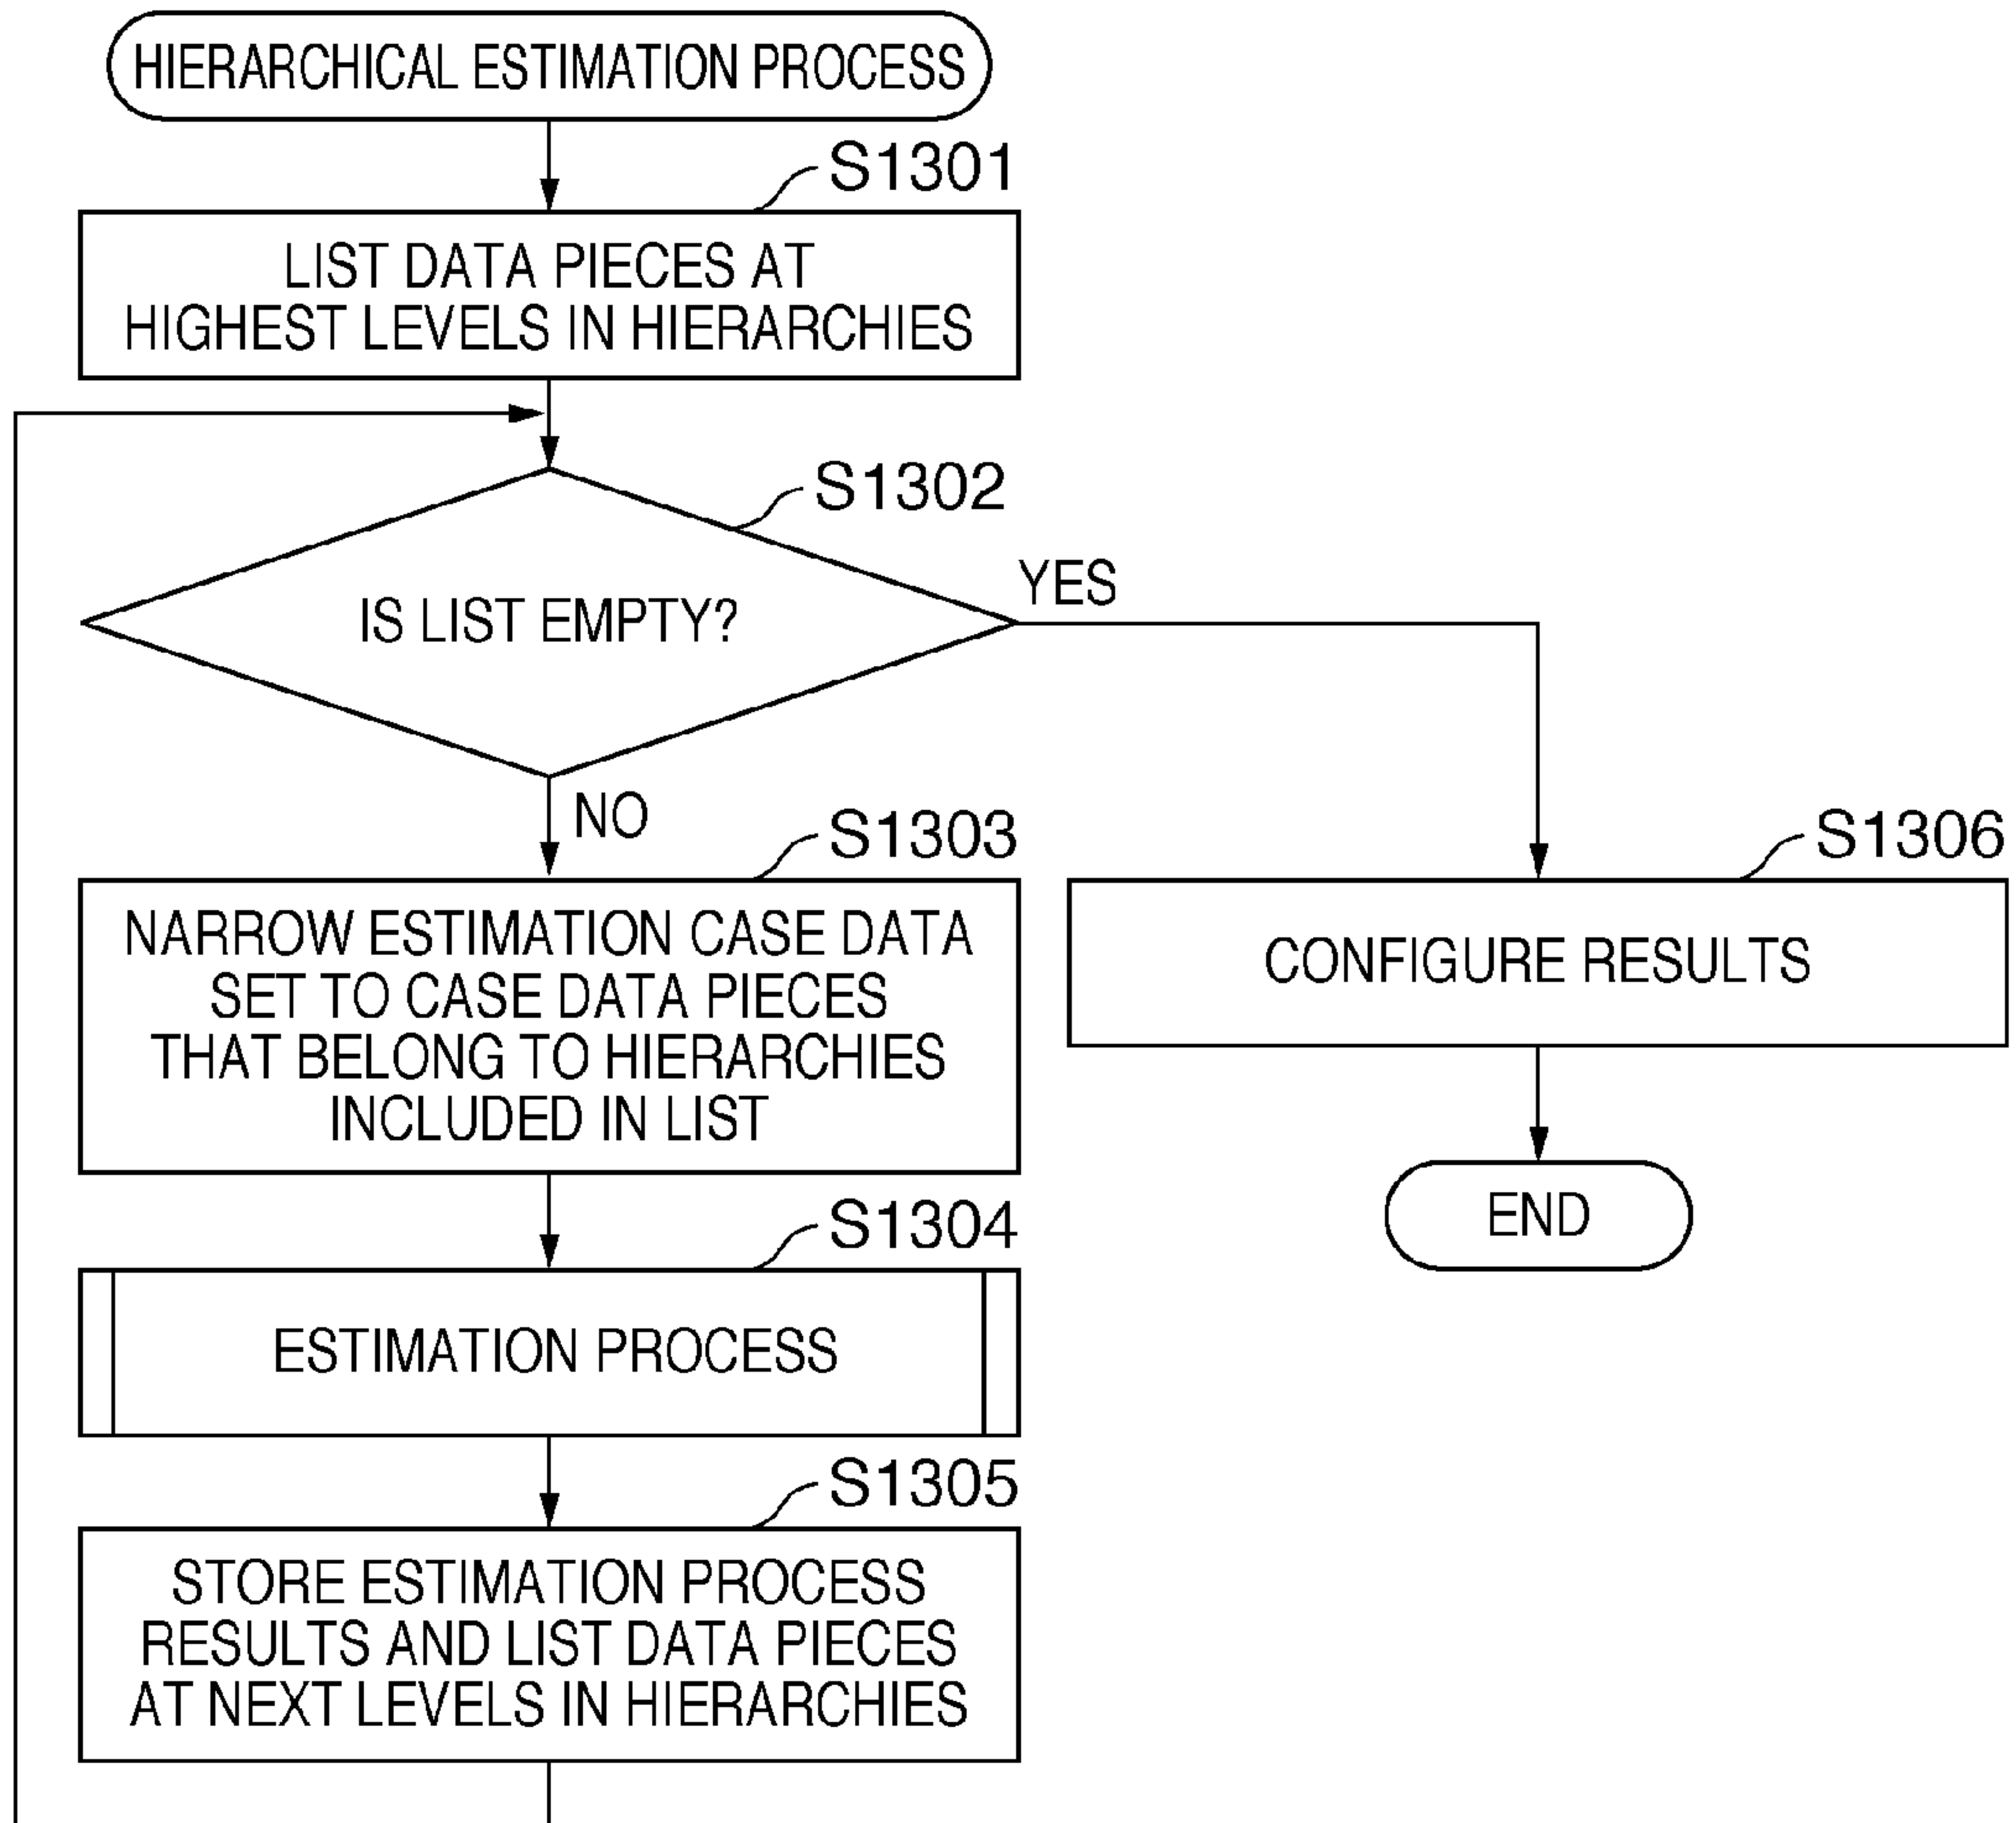 HIERARCHICAL ESTIMATION PROCESS
S1301
LIST DATA PIECES AT
HIGHEST LEVELS IN HIERARCHIES
S1302
IS LIST EMPTY?
YES
NO
S1303
NARROW ESTIMATION CASE DATA
SET TO CASE DATA PIECES
THAT BELONG TO HIERARCHIES
INCLUDED IN LIST
S1304
ESTIMATION PROCESS
S1305
STORE ESTIMATION PROCESS
RESULTS AND LIST DATA PIECES
AT NEXT LEVELS IN HIERARCHIES
S1306
CONFIGURE RESULTS
END